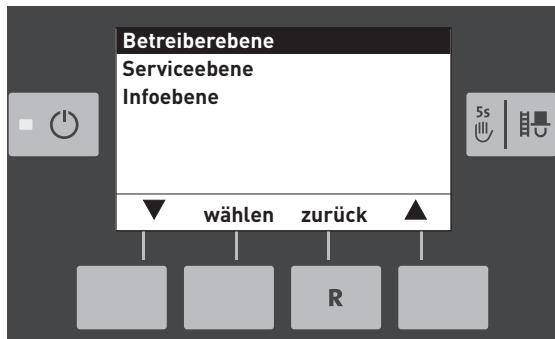 Betreiberebene
Serviceebene
Infoebene
5s
wählen zurück
R